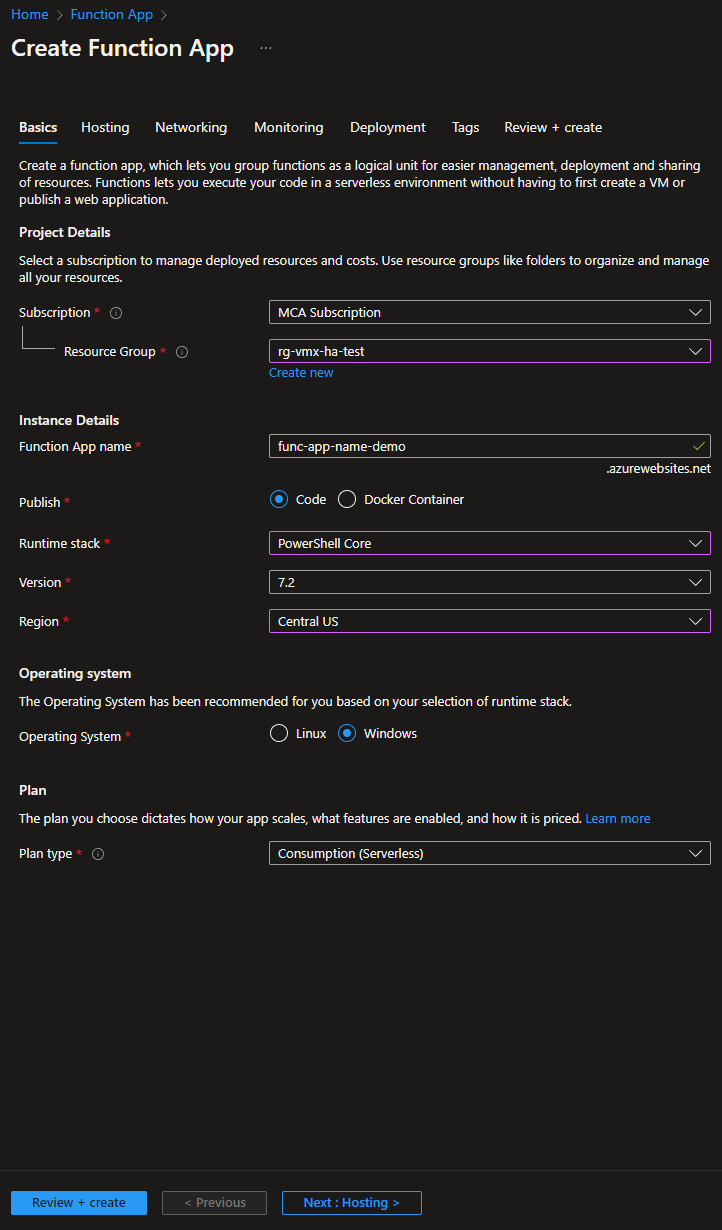 Home > Function App >
Create Function App ...
Basics Hosting Networking Monitoring Deployment Tags Review + create
Create a function app, which lets you group functions as a logical unit for easier management, deployment and sharing
of resources. Functions lets you execute your code in a serverless environment without having to first create a VM or
publish a web application.
Project Details
Select a subscription to manage deployed resources and costs. Use resource groups like folders to organize and manage
all your resources.
Subscription * MCA Subscription
Resource Group * rg-vmx-ha-test
Create new
Instance Details
Function App name * func-app-name-demo
.azurewebsites.net
Publish * Code Docker Container
Runtime stack * PowerShell Core
Version * 7.2
Region * Central US
Operating system
The Operating System has been recommended for you based on your selection of runtime stack.
Operating System * Linux Windows
Plan
The plan you choose dictates how your app scales, what features are enabled, and how it is priced. Learn more
Plan type * Consumption (Serverless)
Review + create < Previous Next : Hosting >